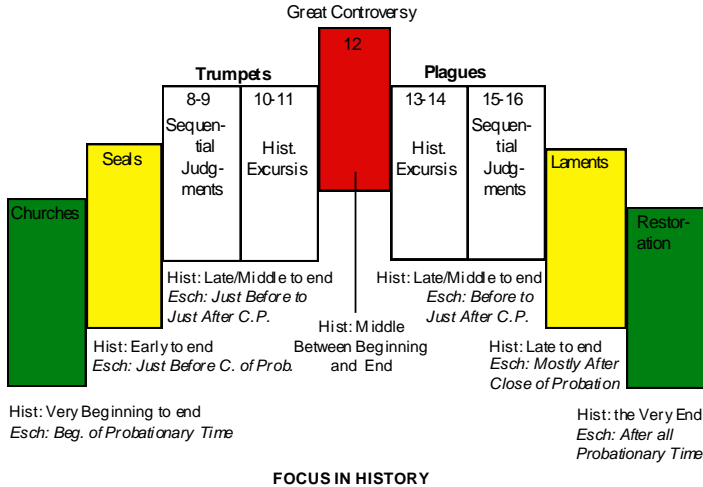 Great Controversy
12
Trumpets
Plagues
8-9
10-11
13-14
15-16
Sequen-
tial
Judg-
ments
Hist.
Excursis
Hist.
Excursis
Sequen-
tial
Judg-
ments
Seals
Laments
Churches
Restor-
ation
Hist: Late/Middle to end
Esch: Just Before to
Just After C.P.
Hist: Late/Middle to end
Esch: Before to
Just After C.P.
Hist: Middle
Between Beginning
and End
Hist: Early to end
Esch: Just Before C. of Prob.
Hist: Late to end
Esch: Mostly After
Close of Probation
Hist: Very Beginning to end
Esch: Beg. of Probationary Time
Hist: the Very End
Esch: After all
Probationary Time
FOCUS IN HISTORY